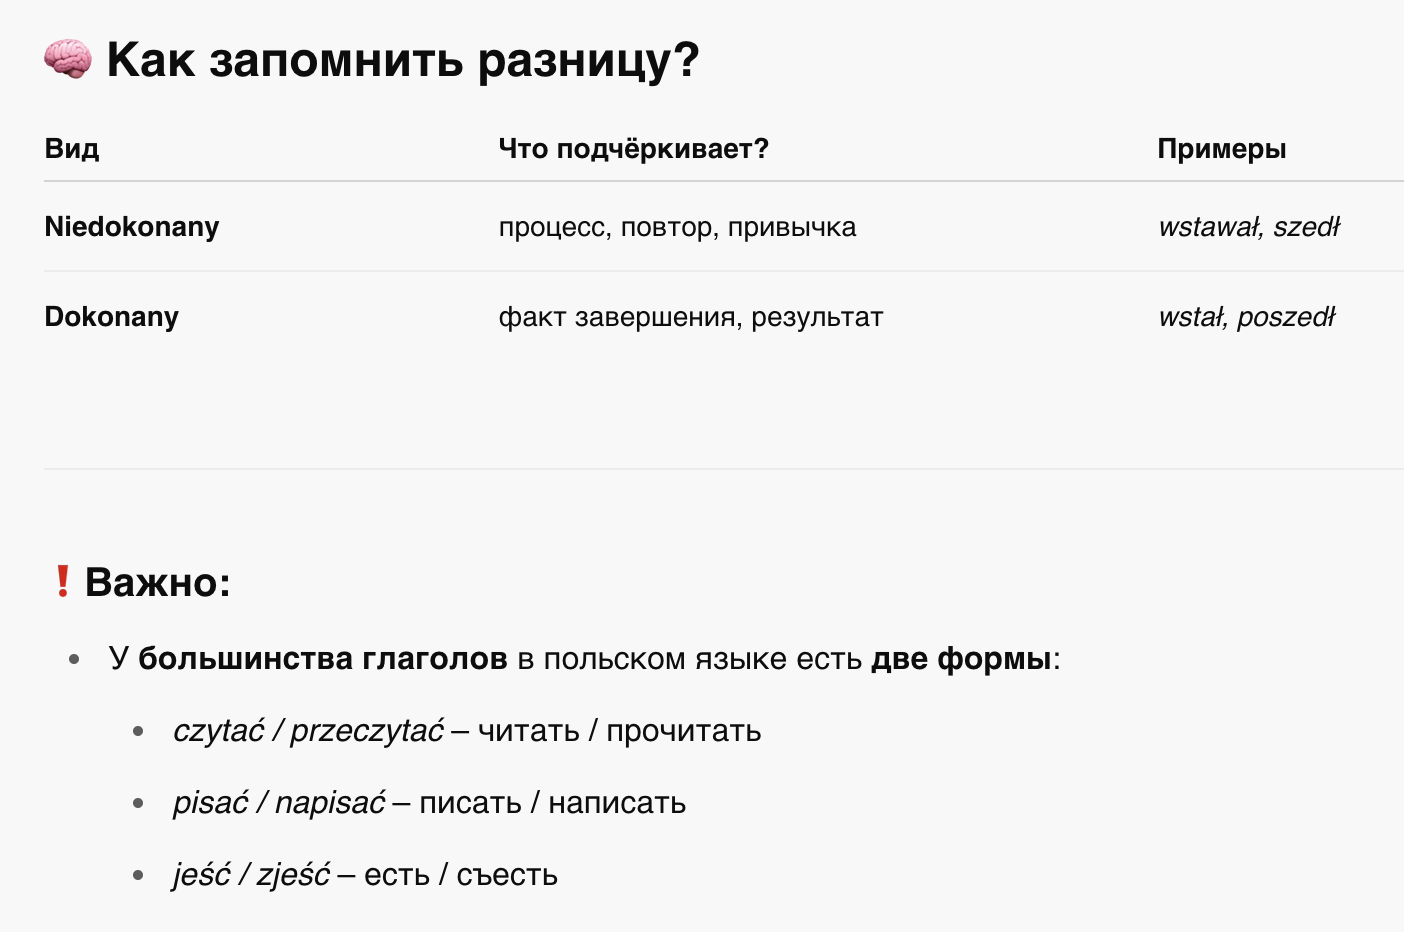 🧠 Как запомнить разницу?
Вид Что подчёркивает? Примеры
Niedokonany процесс, повтор, привычка wstawał, szedł
Dokonany факт завершения, результат wstał, poszedł
❗ Важно:
• У большинства глаголов в польском языке есть две формы:
• czytać / przeczytać – читать / прочитать
• pisać / napisać – писать / написать
• jeść / zjeść – есть / съесть